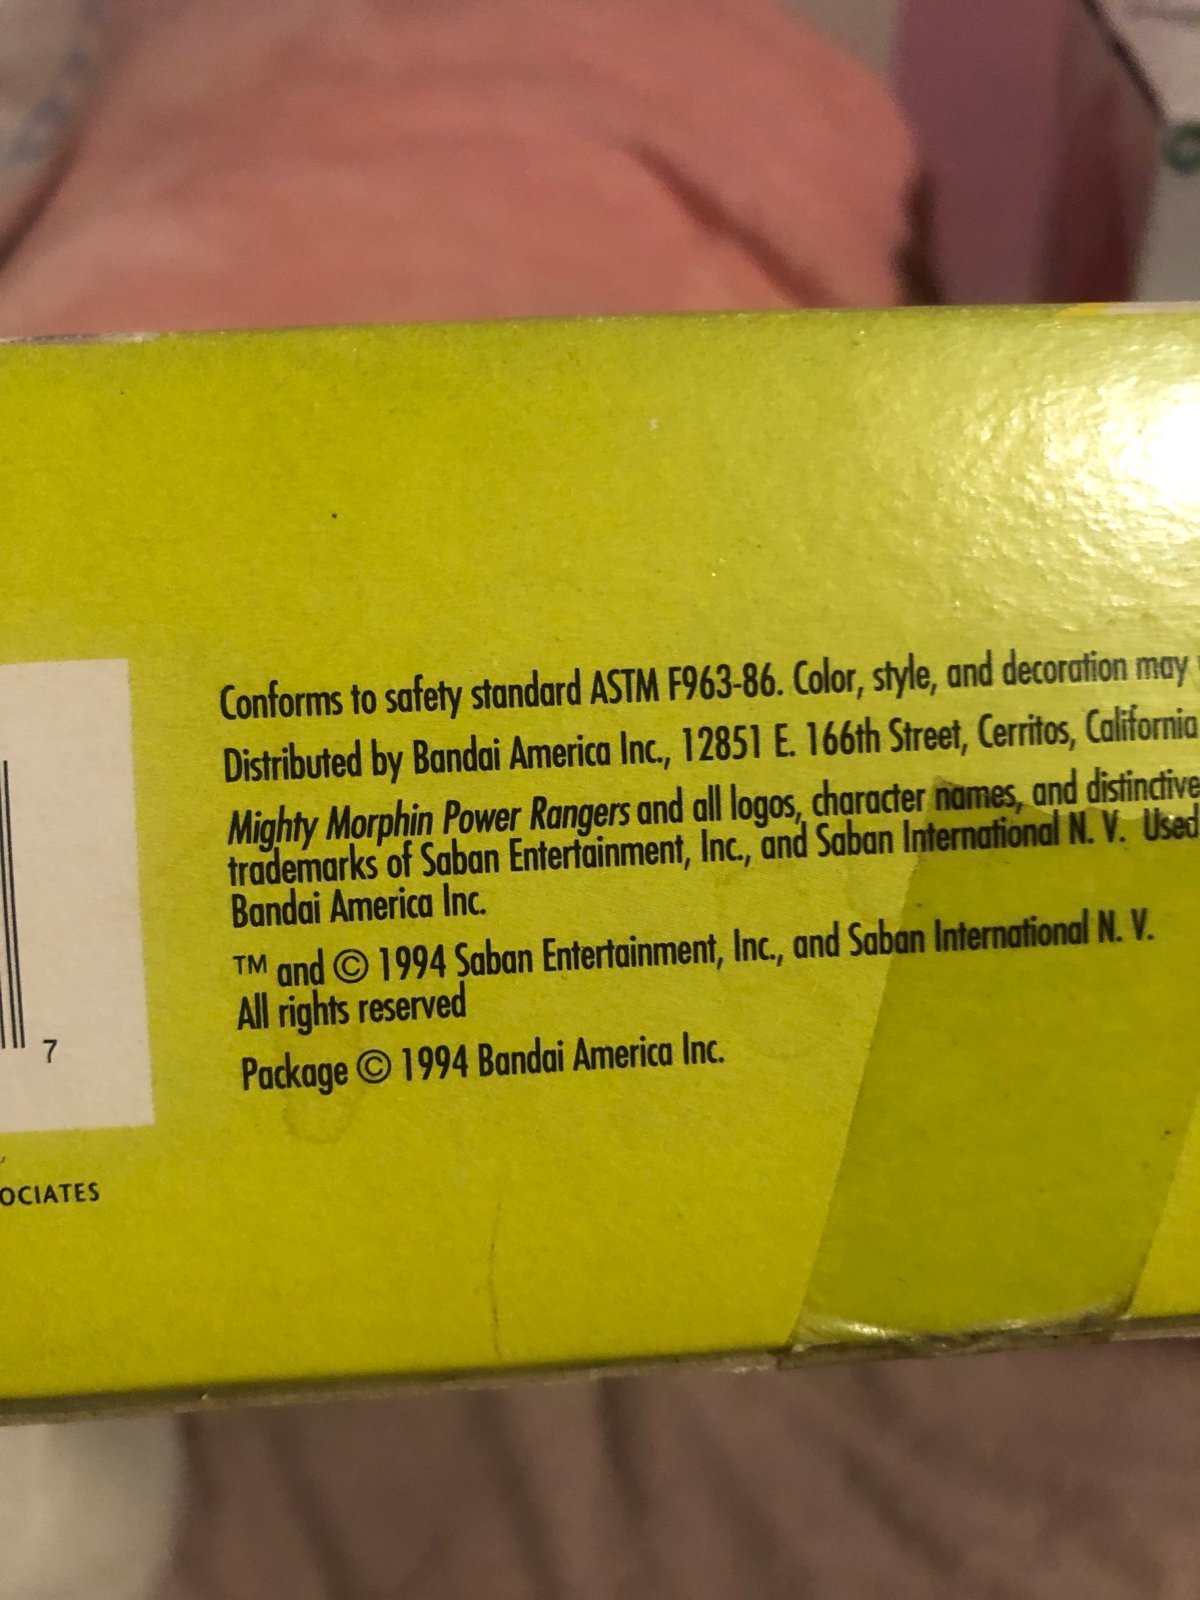 Conforms to safety standard ASTM F963-86. Color, style, and decoration may
Distributed by Bandai America Inc., 12851 E. 166th Street, Cerritos, California
Mighty Morphin Power Rangers and all logos, character names, and distinctive
trademarks of Saban Entertainment, Inc., and Saban International N. V. Used
Bandai America Inc.
TM and © 1994 Saban Entertainment, Inc., and Saban International N. V.
All rights reserved
Package © 1994 Bandai America Inc.
7
OCIATES